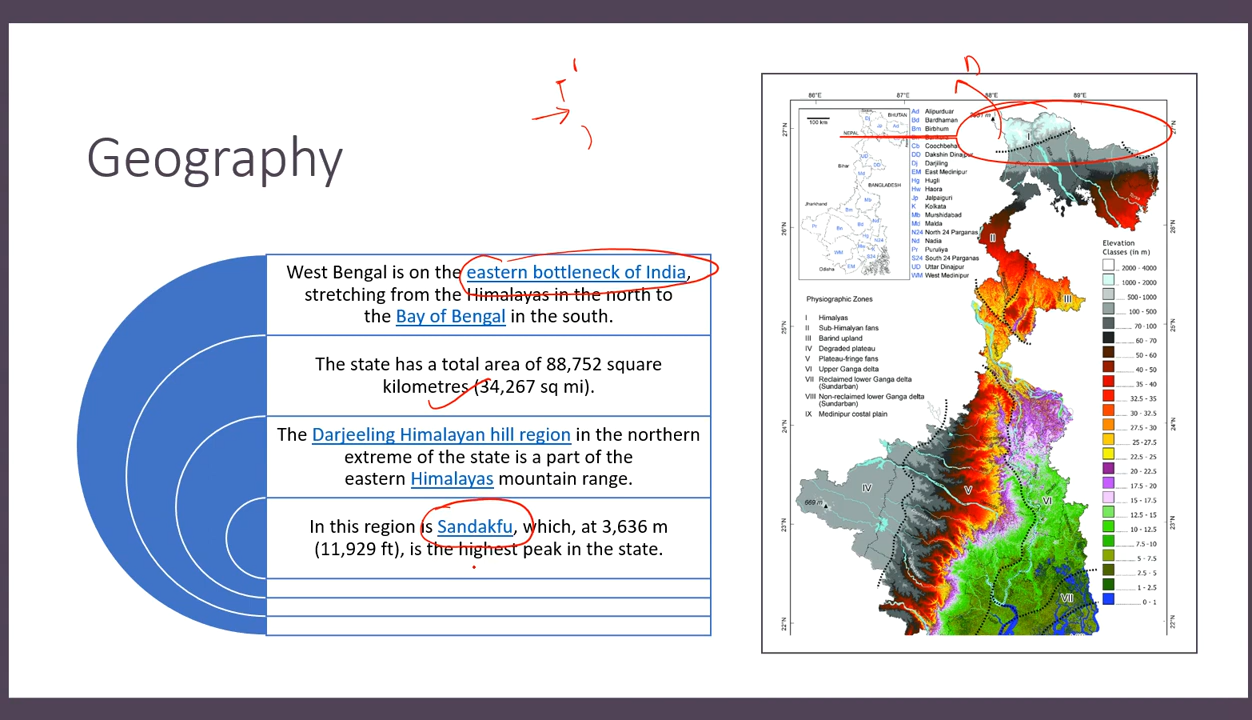 Geography
West Bengal is on the eastern bottleneck of India,
stretching from the Himalayas in the north to
the Bay of Bengal in the south.
The state has a total area of 88,752 square
kilometres (34,267 sq mi).
The Darjeeling Himalayan hill region in the northern
extreme of the state is a part of the
eastern Himalayas mountain range.
In this region is Sandakfu, which, at 3,636 m
(11,929 ft), is the highest peak in the state.
86°E 87°E 88°E 89°E
27°N
26°N
25°N
24°N
23°N
22°N
100 km
NEPAL
BHUTAN
Bihar
BANGLADESH
Jharkhand
Odisha
Ad Alipurduar
Bd Bardhaman
Bm Birbhum
Cb Coochbehar
DD Dakshin Dinajpur
Dj Darjiling
EM East Medinipur
Hg Hugli
Hw Haora
Jp Jalpaiguri
K Kolkata
Mb Murshidabad
Md Malda
N24 North 24 Parganas
Nd Nadia
Pr Puruliya
S24 South 24 Parganas
UD Uttar Dinajpur
WM West Medinipur
Physiographic Zones
I Himalyas
II Sub-Himalyan fans
III Barind upland
IV Degraded plateau
V Plateau-fringe fans
VI Upper Ganga delta
VII Reclaimed lower Ganga delta
(Sundarban)
VIII Non-reclaimed lower Ganga delta
(Sundarban)
IX Medinipur costal plain
I
II
III
IV
V
VI
VII
669 m
27°N
26°N
25°N
24°N
23°N
22°N
Elevation
Classes (in m)
2000 - 4000
1000 - 2000
500-1000
100 - 500
70 - 100
60 - 70
50 - 60
40 - 50
35 - 40
32.5 - 35
30 - 32.5
27.5 - 30
25 -27.5
22.5 - 25
20 - 22.5
17.5 - 20
15 - 17.5
12.5 - 15
10 - 12.5
7.5 - 10
5 - 7.5
2.5 - 5
1 - 2.5
0 - 1